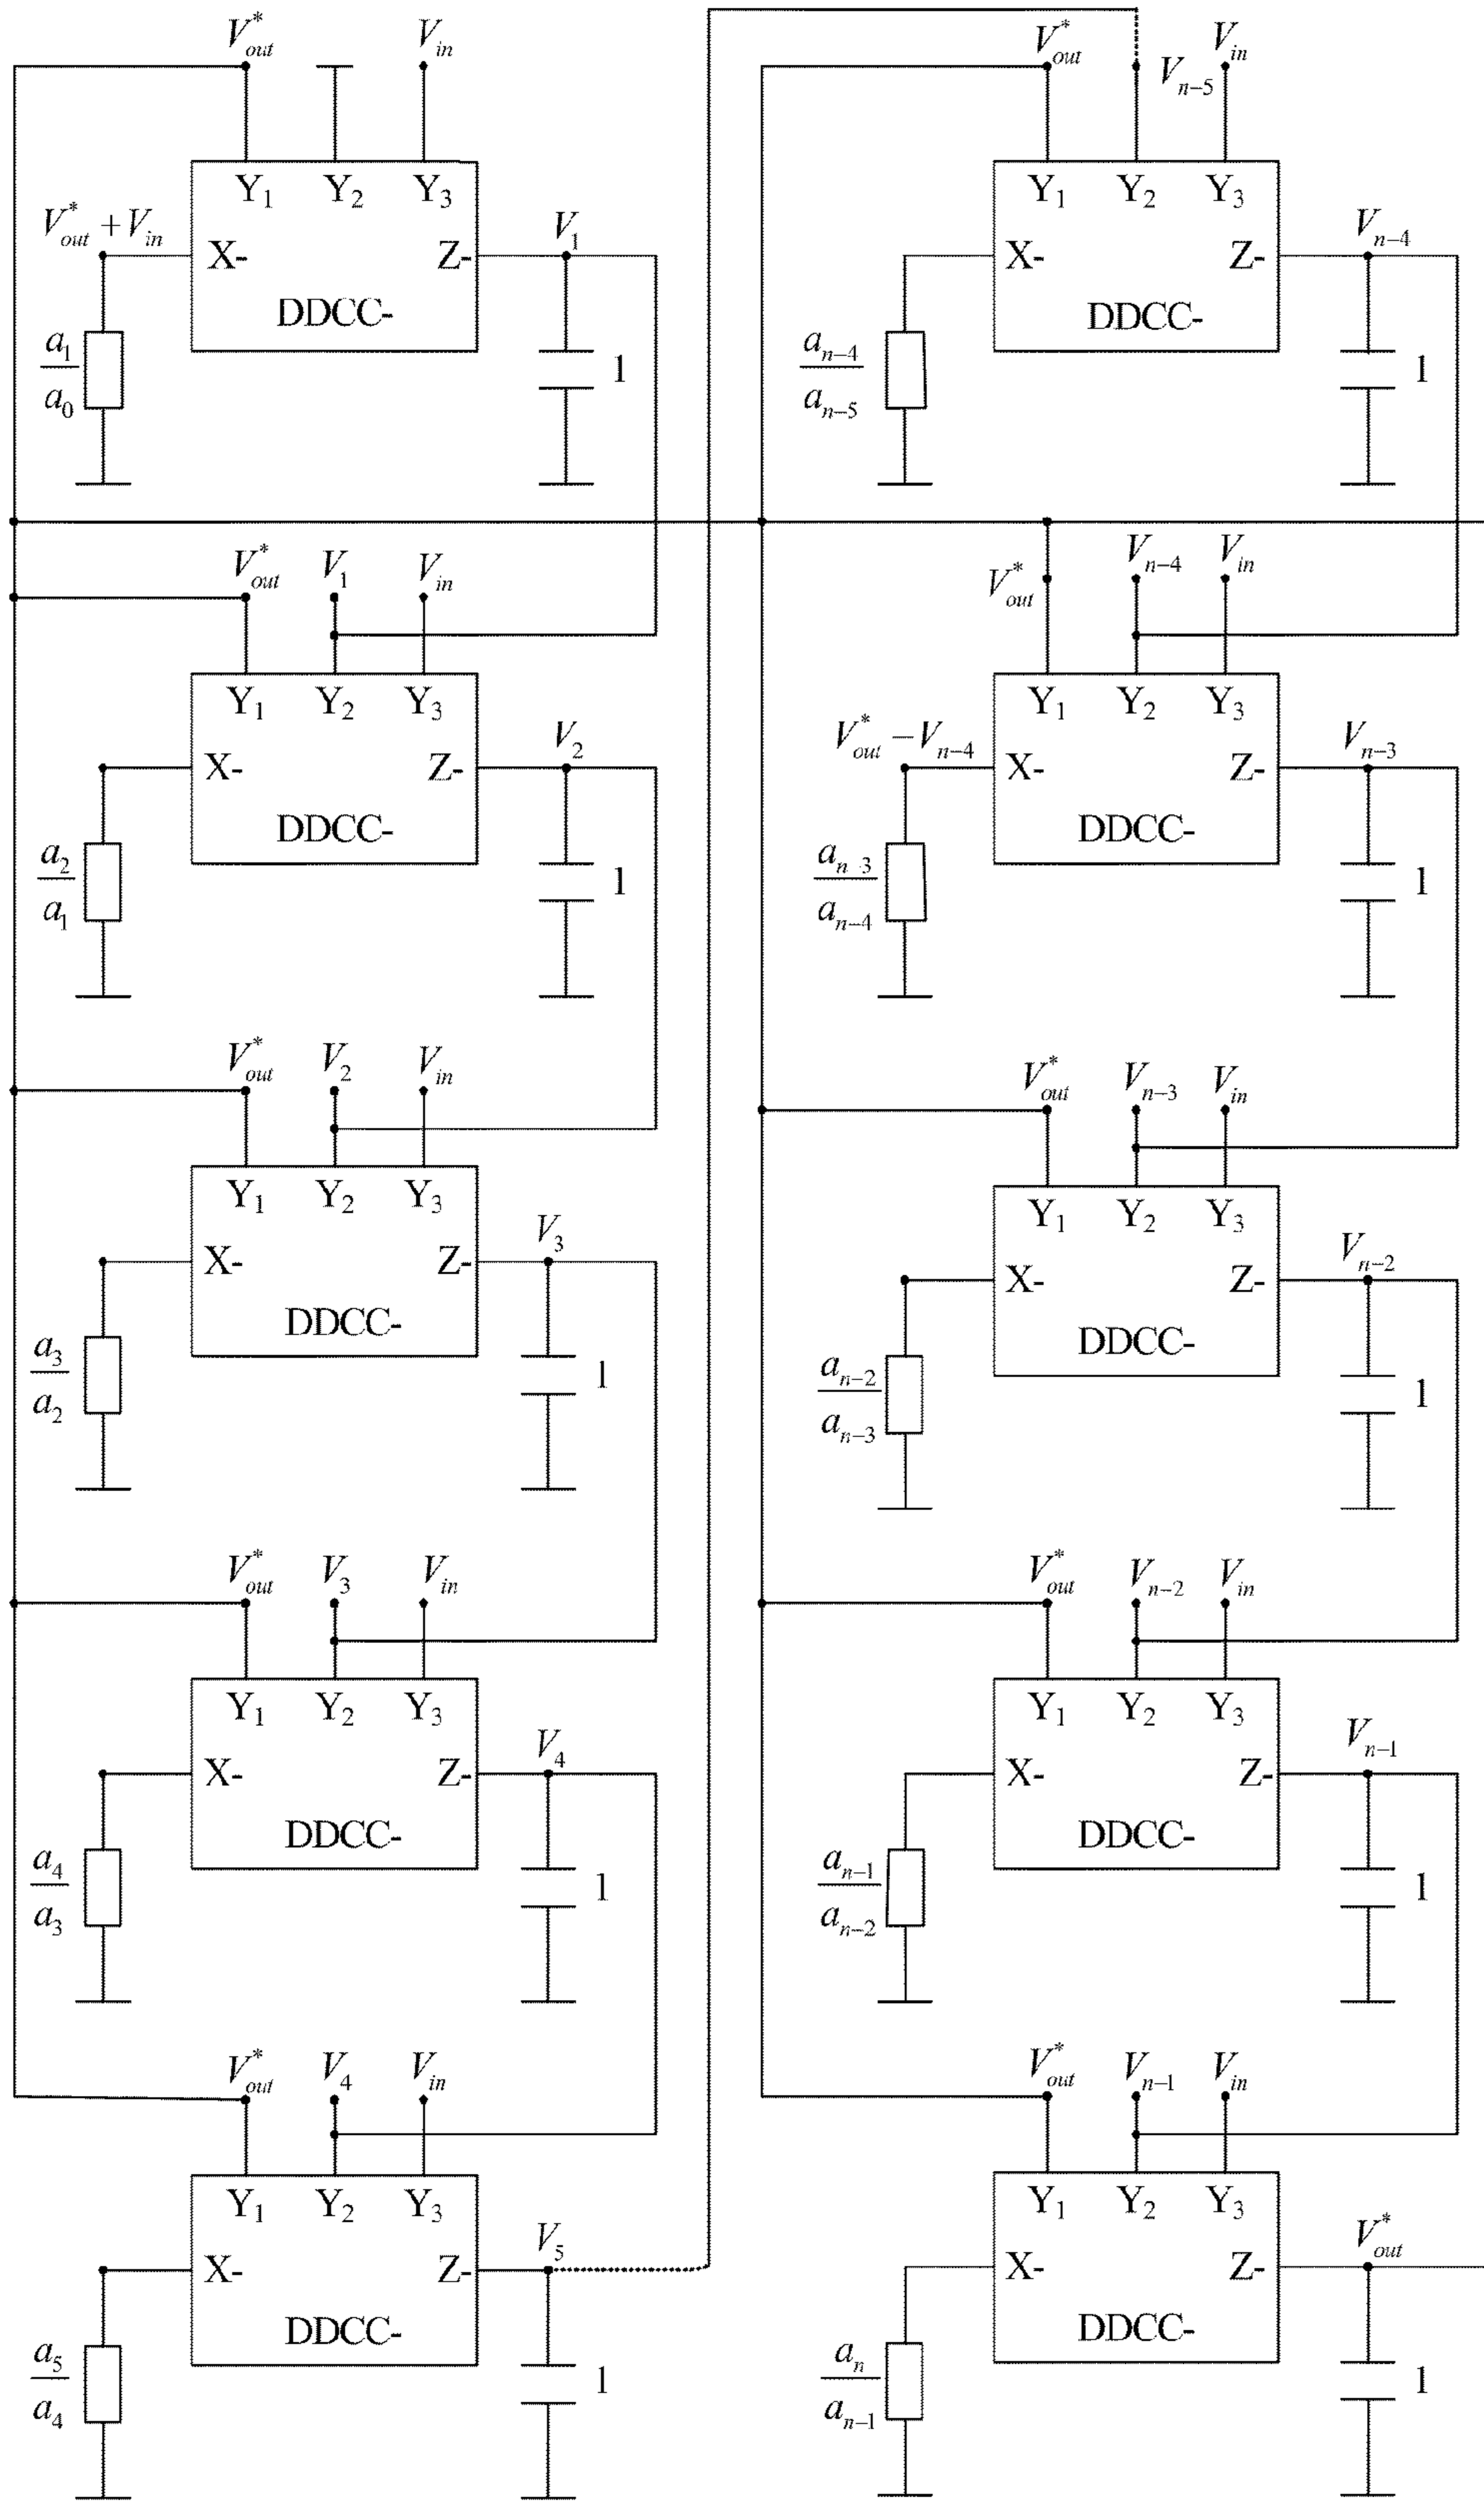 V*out Vin
Y1 Y2 Y3
V*out + Vin
X- Z- V1
DDCC-
a1/a0 1
V*out V1 Vin
Y1 Y2 Y3
X- Z- V2
DDCC-
a2/a1 1
V*out V2 Vin
Y1 Y2 Y3
X- Z- V3
DDCC-
a3/a2 1
V*out V3 Vin
Y1 Y2 Y3
X- Z- V4
DDCC-
a4/a3 1
V*out V4 Vin
Y1 Y2 Y3
X- Z- V5
DDCC-
a5/a4 1
V*out Vn-5 Vin
Y1 Y2 Y3
X- Z- Vn-4
DDCC-
an-4/an-5 1
V*out Vn-4 Vin
Y1 Y2 Y3
V*out - Vn-4
X- Z- Vn-3
DDCC-
an 3/an-4 1
V*out Vn-3 Vin
Y1 Y2 Y3
X- Z- Vn-2
DDCC-
an-2/an-3 1
V*out Vn-2 Vin
Y1 Y2 Y3
X- Z- Vn-1
DDCC-
an-1/an-2 1
V*out Vn-1 Vin
Y1 Y2 Y3
X- Z- V*out
DDCC-
an/an-1 1